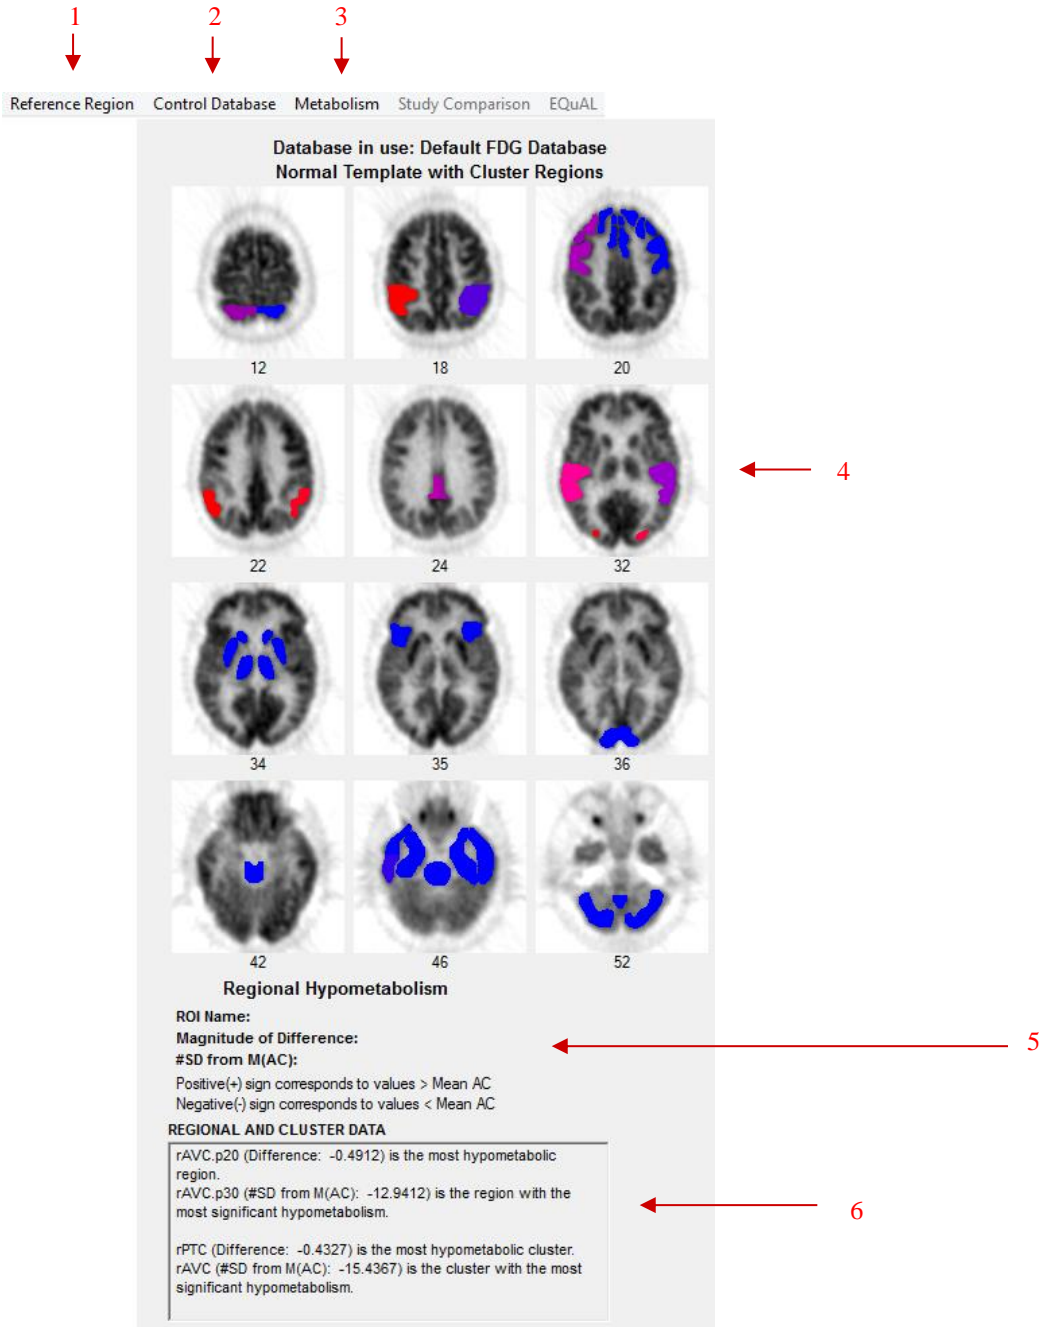 1 2 3
Reference Region Control Database Metabolism Study Comparison EQuAL
Database in use: Default FDG Database
Normal Template with Cluster Regions
12 18 20
4
22 24 32
34 35 36
42 46 52
Regional Hypometabolism
ROI Name:
Magnitude of Difference:
5
#SD from M(AC):
Positive(+) sign corresponds to values > Mean AC
Negative(-) sign corresponds to values < Mean AC
REGIONAL AND CLUSTER DATA
rAVC.p20 (Difference: -0.4912) is the most hypometabolic
region.
rAVC.p30 (#SD from M(AC): -12.9412) is the region with the
most significant hypometabolism.
6
rPTC (Difference: -0.4327) is the most hypometabolic cluster.
rAVC (#SD from M(AC): -15.4367) is the cluster with the most
significant hypometabolism.